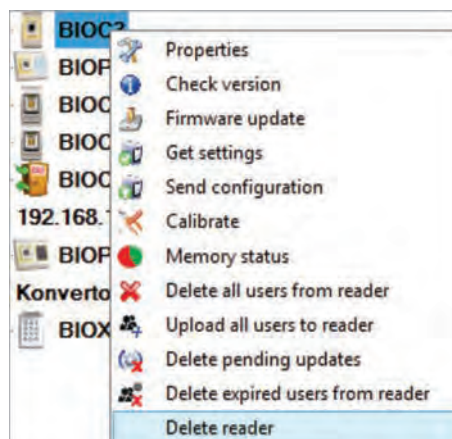 BIOC3
Properties
BIOP
Check version
BIOC
Firmware update
BIOC
Get settings
BIOC
Send configuration
192.168.
Calibrate
BIOP
Memory status
Konverto
Delete all users from reader
BIOX
Upload all users to reader
Delete pending updates
Delete expired users from reader
Delete reader